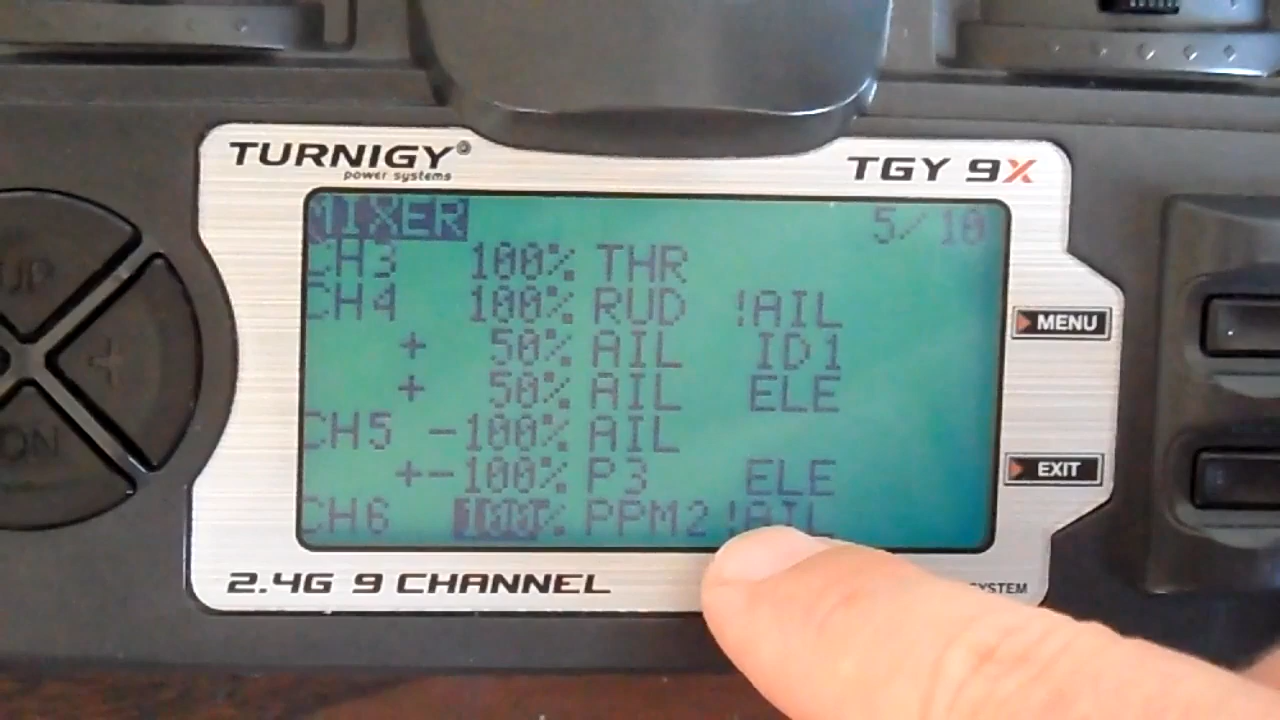 TURNIGY®
power systems
TGY 9X
MIXER 5/10
CH3 100% THR
CH4 100% RUD !AIL
+ 50% AIL ID1
+ 50% AIL ELE
CH5 -100% AIL
+-100% P3 ELE
CH6 100% PPM2 !AIL
MENU
EXIT
UP
+
2.4G 9 CHANNEL
SYSTEM